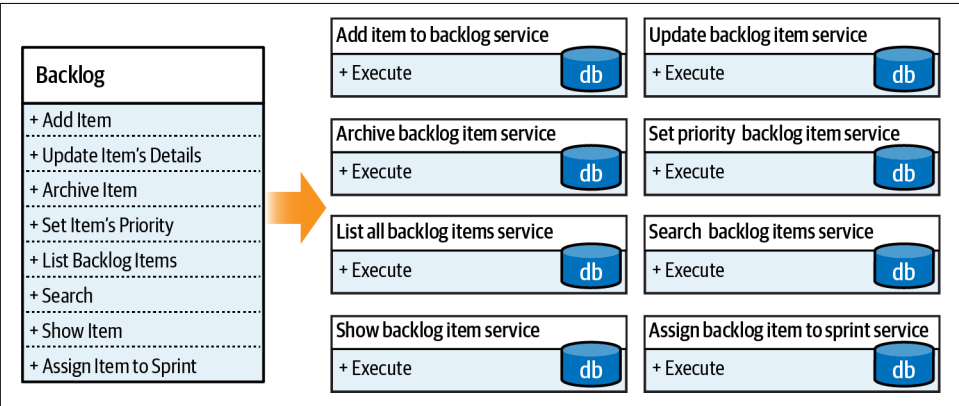 Backlog
+ Add Item
+ Update Item's Details
+ Archive Item
+ Set Item's Priority
+ List Backlog Items
+ Search
+ Show Item
+ Assign Item to Sprint
Add item to backlog service
+ Execute
db
Update backlog item service
+ Execute
db
Archive backlog item service
+ Execute
db
Set priority backlog item service
+ Execute
db
List all backlog items service
+ Execute
db
Search backlog items service
+ Execute
db
Show backlog item service
+ Execute
db
Assign backlog item to sprint service
+ Execute
db